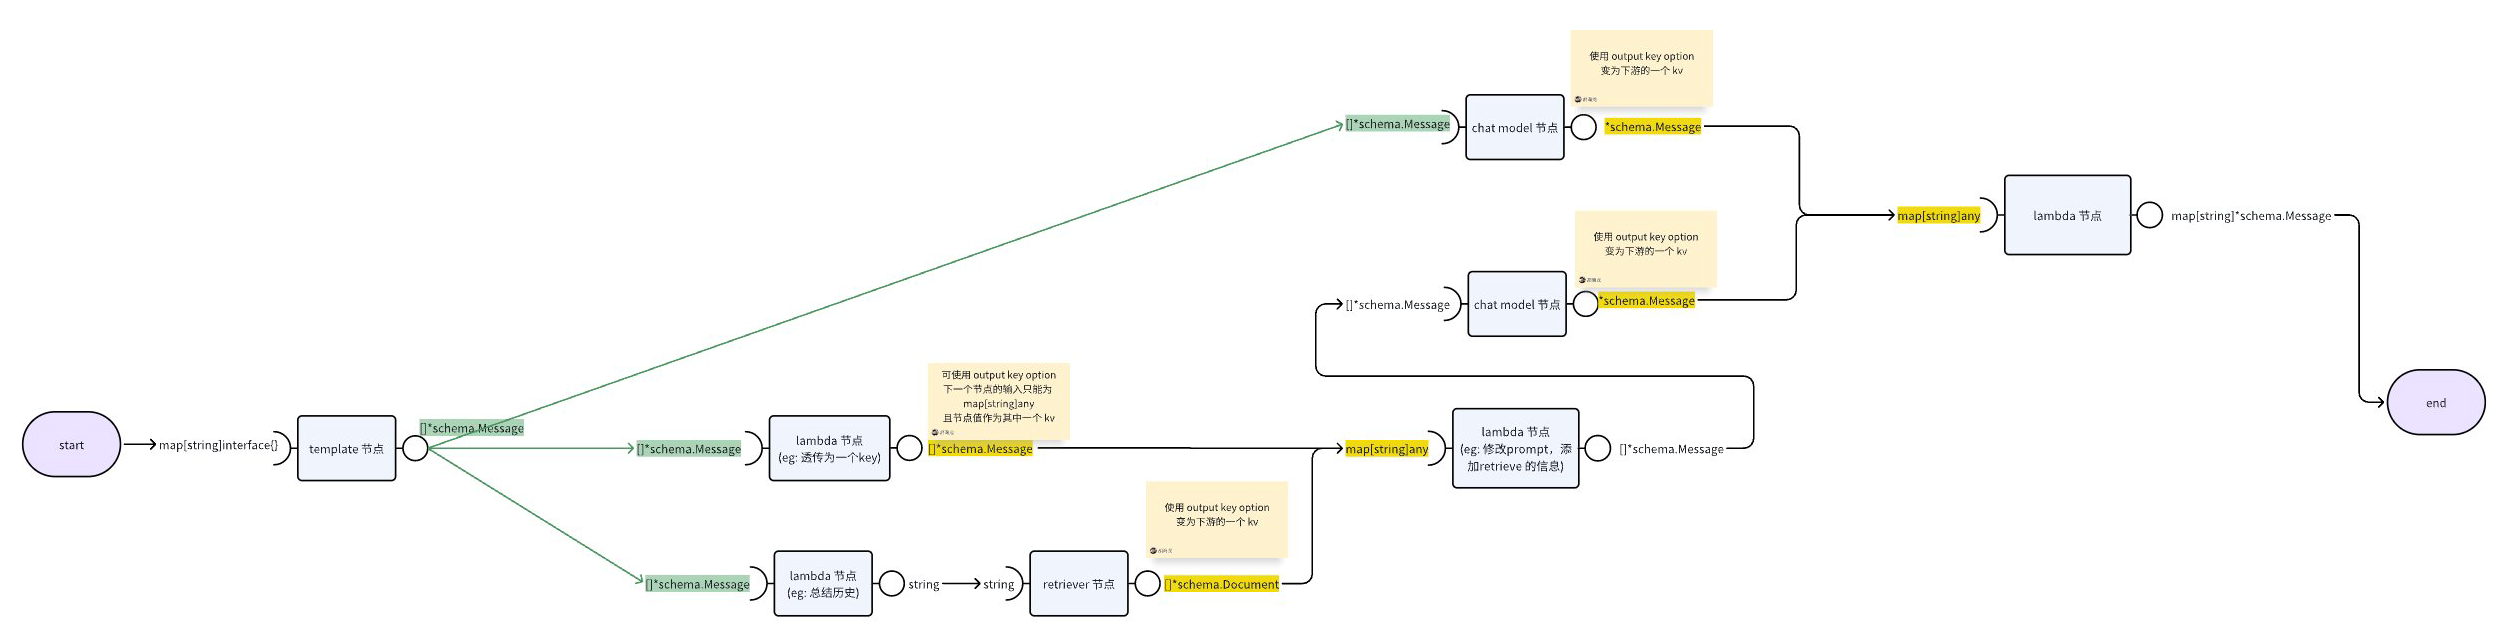 使用 output key option
变为下游的一个 kv
[]*schema.Message
chat model 节点
*schema.Message
map[string]any
lambda 节点
map[string]*schema.Message
使用 output key option
变为下游的一个 kv
[]*schema.Message
chat model 节点
*schema.Message
可使用 output key option
下一个节点的输入只能为
map[string]any
且节点值作为其中一个 kv
end
start
map[string]interface{}
template 节点
[]*schema.Message
[]*schema.Message
lambda 节点
(eg: 透传为一个key)
[]*schema.Message
map[string]any
lambda 节点
(eg: 修改prompt，添
加retrieve 的信息)
[]*schema.Message
使用 output key option
变为下游的一个 kv
[]*schema.Message
lambda 节点
(eg: 总结历史)
string
string
retriever 节点
[]*schema.Document